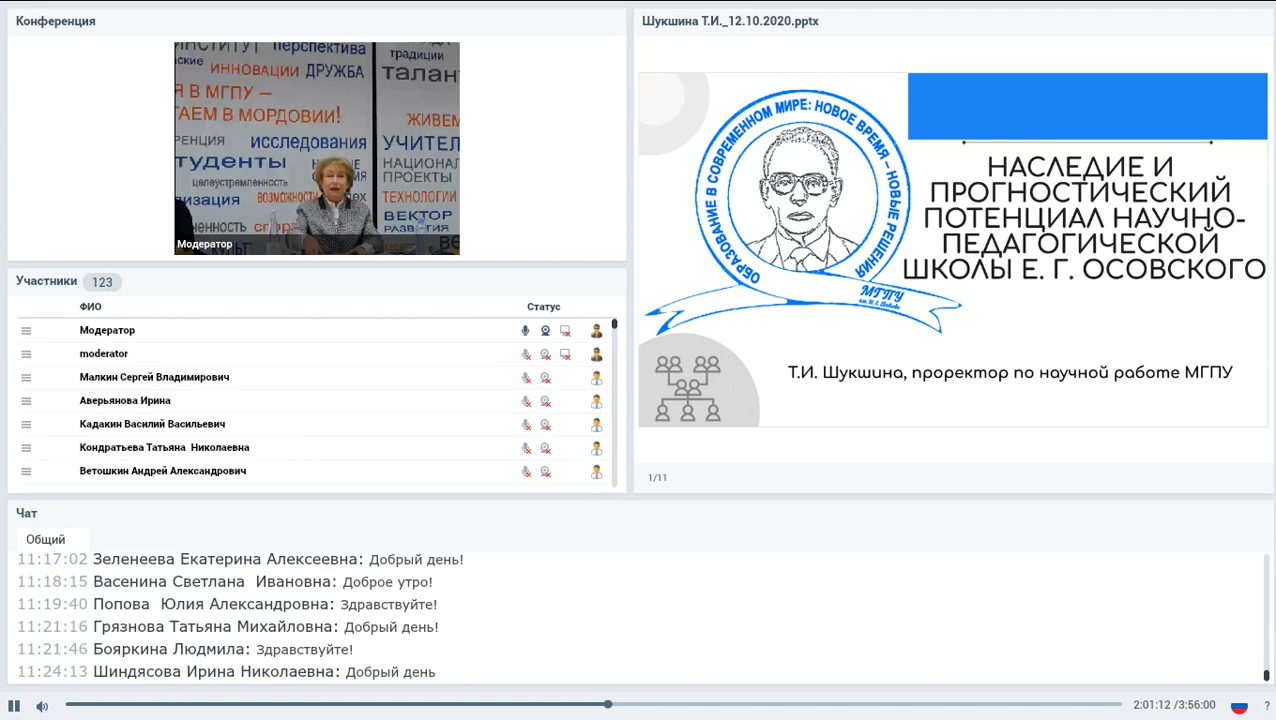 Конференция
ИНСТИТУТ
перспектива
ИННОВАЦИИ ДРУЖБА
Я В МГПУ –
ТАЕМ В МОРДОВИИ!
исследования
студенты
целеустремленность
традиции
талан
ЖИВЕМ
УЧИТЕЛ
НАЦИОНАЛ
ПРОЕКТЫ
ТЕХНОЛОГИИ
ВЕКТОР
РАЗВИТИЯ
Модератор
Участники 123
ФИО Статус
Модератор
moderator
Малкин Сергей Владимирович
Аверьянова Ирина
Кадакин Василий Васильевич
Кондратьева Татьяна Николаевна
Ветошкин Андрей Александрович
Шукшина Т.И._12.10.2020.pptx
ОБРАЗОВАНИЕ В СОВРЕМЕННОМ МИРЕ: НОВОЕ ВРЕМЯ – НОВЫЕ РЕШЕНИЯ
МГПУ
НАСЛЕДИЕ И
ПРОГНОСТИЧЕСКИЙ
ПОТЕНЦИАЛ НАУЧНО-
ПЕДАГОГИЧЕСКОЙ
ШКОЛЫ Е. Г. ОСОВСКОГО
Т.И. Шукшина, проректор по научной работе МГПУ
1/11
Чат
Общий
11:17:02 Зеленеева Екатерина Алексеевна: Добрый день!
11:18:15 Васенина Светлана Ивановна: Доброе утро!
11:19:40 Попова Юлия Александровна: Здравствуйте!
11:21:16 Грязнова Татьяна Михайловна: Добрый день!
11:21:46 Бояркина Людмила: Здравствуйте!
11:24:13 Шиндясова Ирина Николаевна: Добрый день
2:01:12 /3:56:00
?